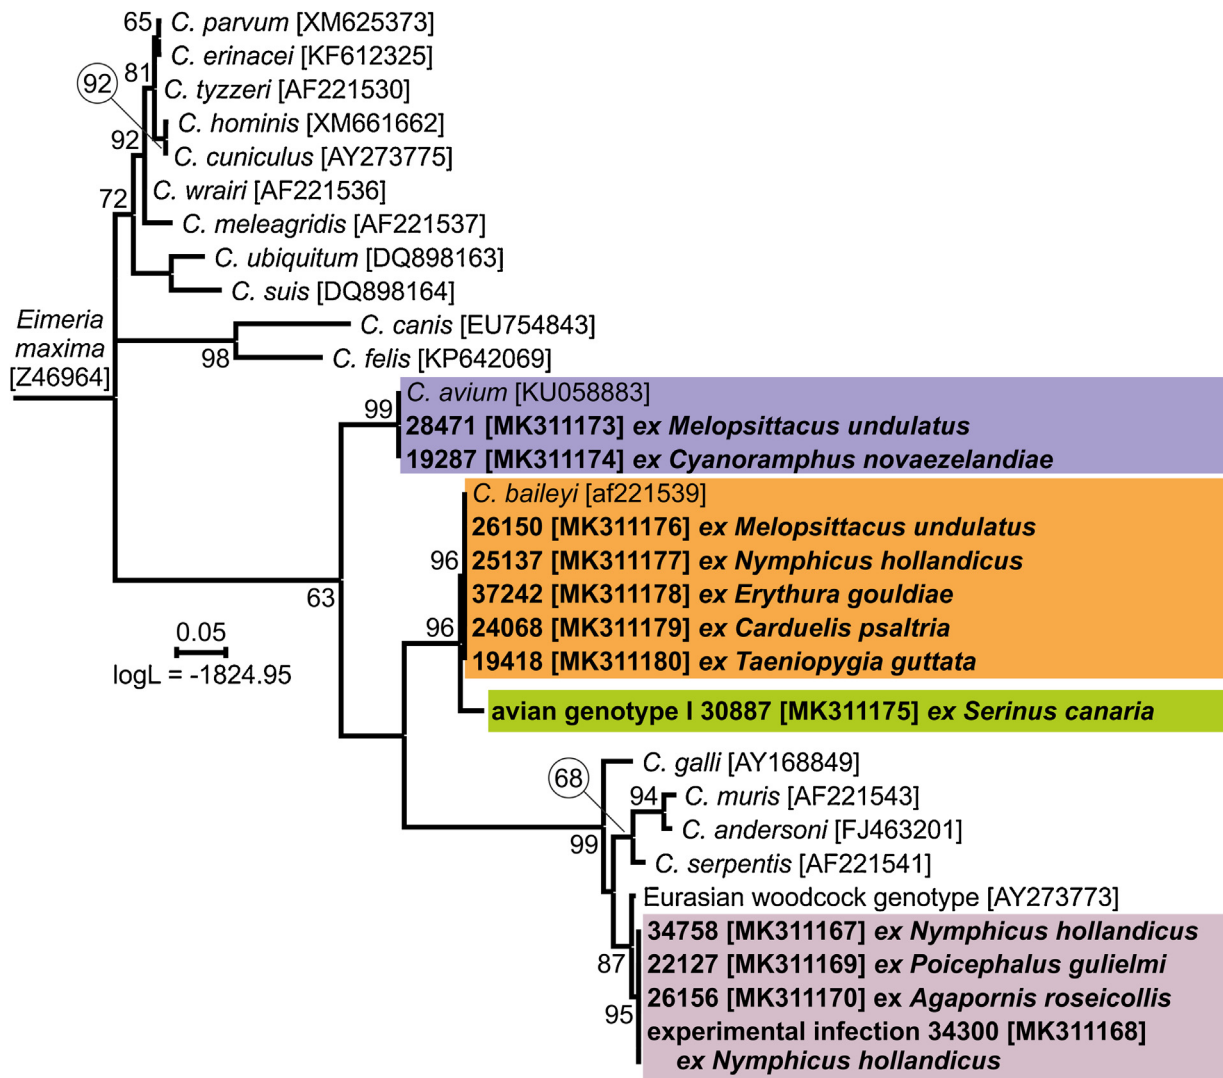 65
C. parvum [XM625373]
C. erinacei [KF612325]
81
92
C. tyzzeri [AF221530]
C. hominis [XM661662]
92
C. cuniculus [AY273775]
72
C. wrairi [AF221536]
C. meleagridis [AF221537]
C. ubiquitum [DQ898163]
C. suis [DQ898164]
Eimeria
maxima
[Z46964]
C. canis [EU754843]
98
C. felis [KP642069]
C. avium [KU058883]
99
28471 [MK311173] ex Melopsittacus undulatus
19287 [MK311174] ex Cyanoramphus novaezelandiae
C. baileyi [af221539]
26150 [MK311176] ex Melopsittacus undulatus
96
25137 [MK311177] ex Nymphicus hollandicus
63
37242 [MK311178] ex Erythura gouldiae
96
24068 [MK311179] ex Carduelis psaltria
19418 [MK311180] ex Taeniopygia guttata
0.05
logL = -1824.95
avian genotype I 30887 [MK311175] ex Serinus canaria
C. galli [AY168849]
68
94
C. muris [AF221543]
C. andersoni [FJ463201]
99
C. serpentis [AF221541]
Eurasian woodcock genotype [AY273773]
34758 [MK311167] ex Nymphicus hollandicus
87
22127 [MK311169] ex Poicephalus gulielmi
26156 [MK311170] ex Agapornis roseicollis
95
experimental infection 34300 [MK311168]
ex Nymphicus hollandicus